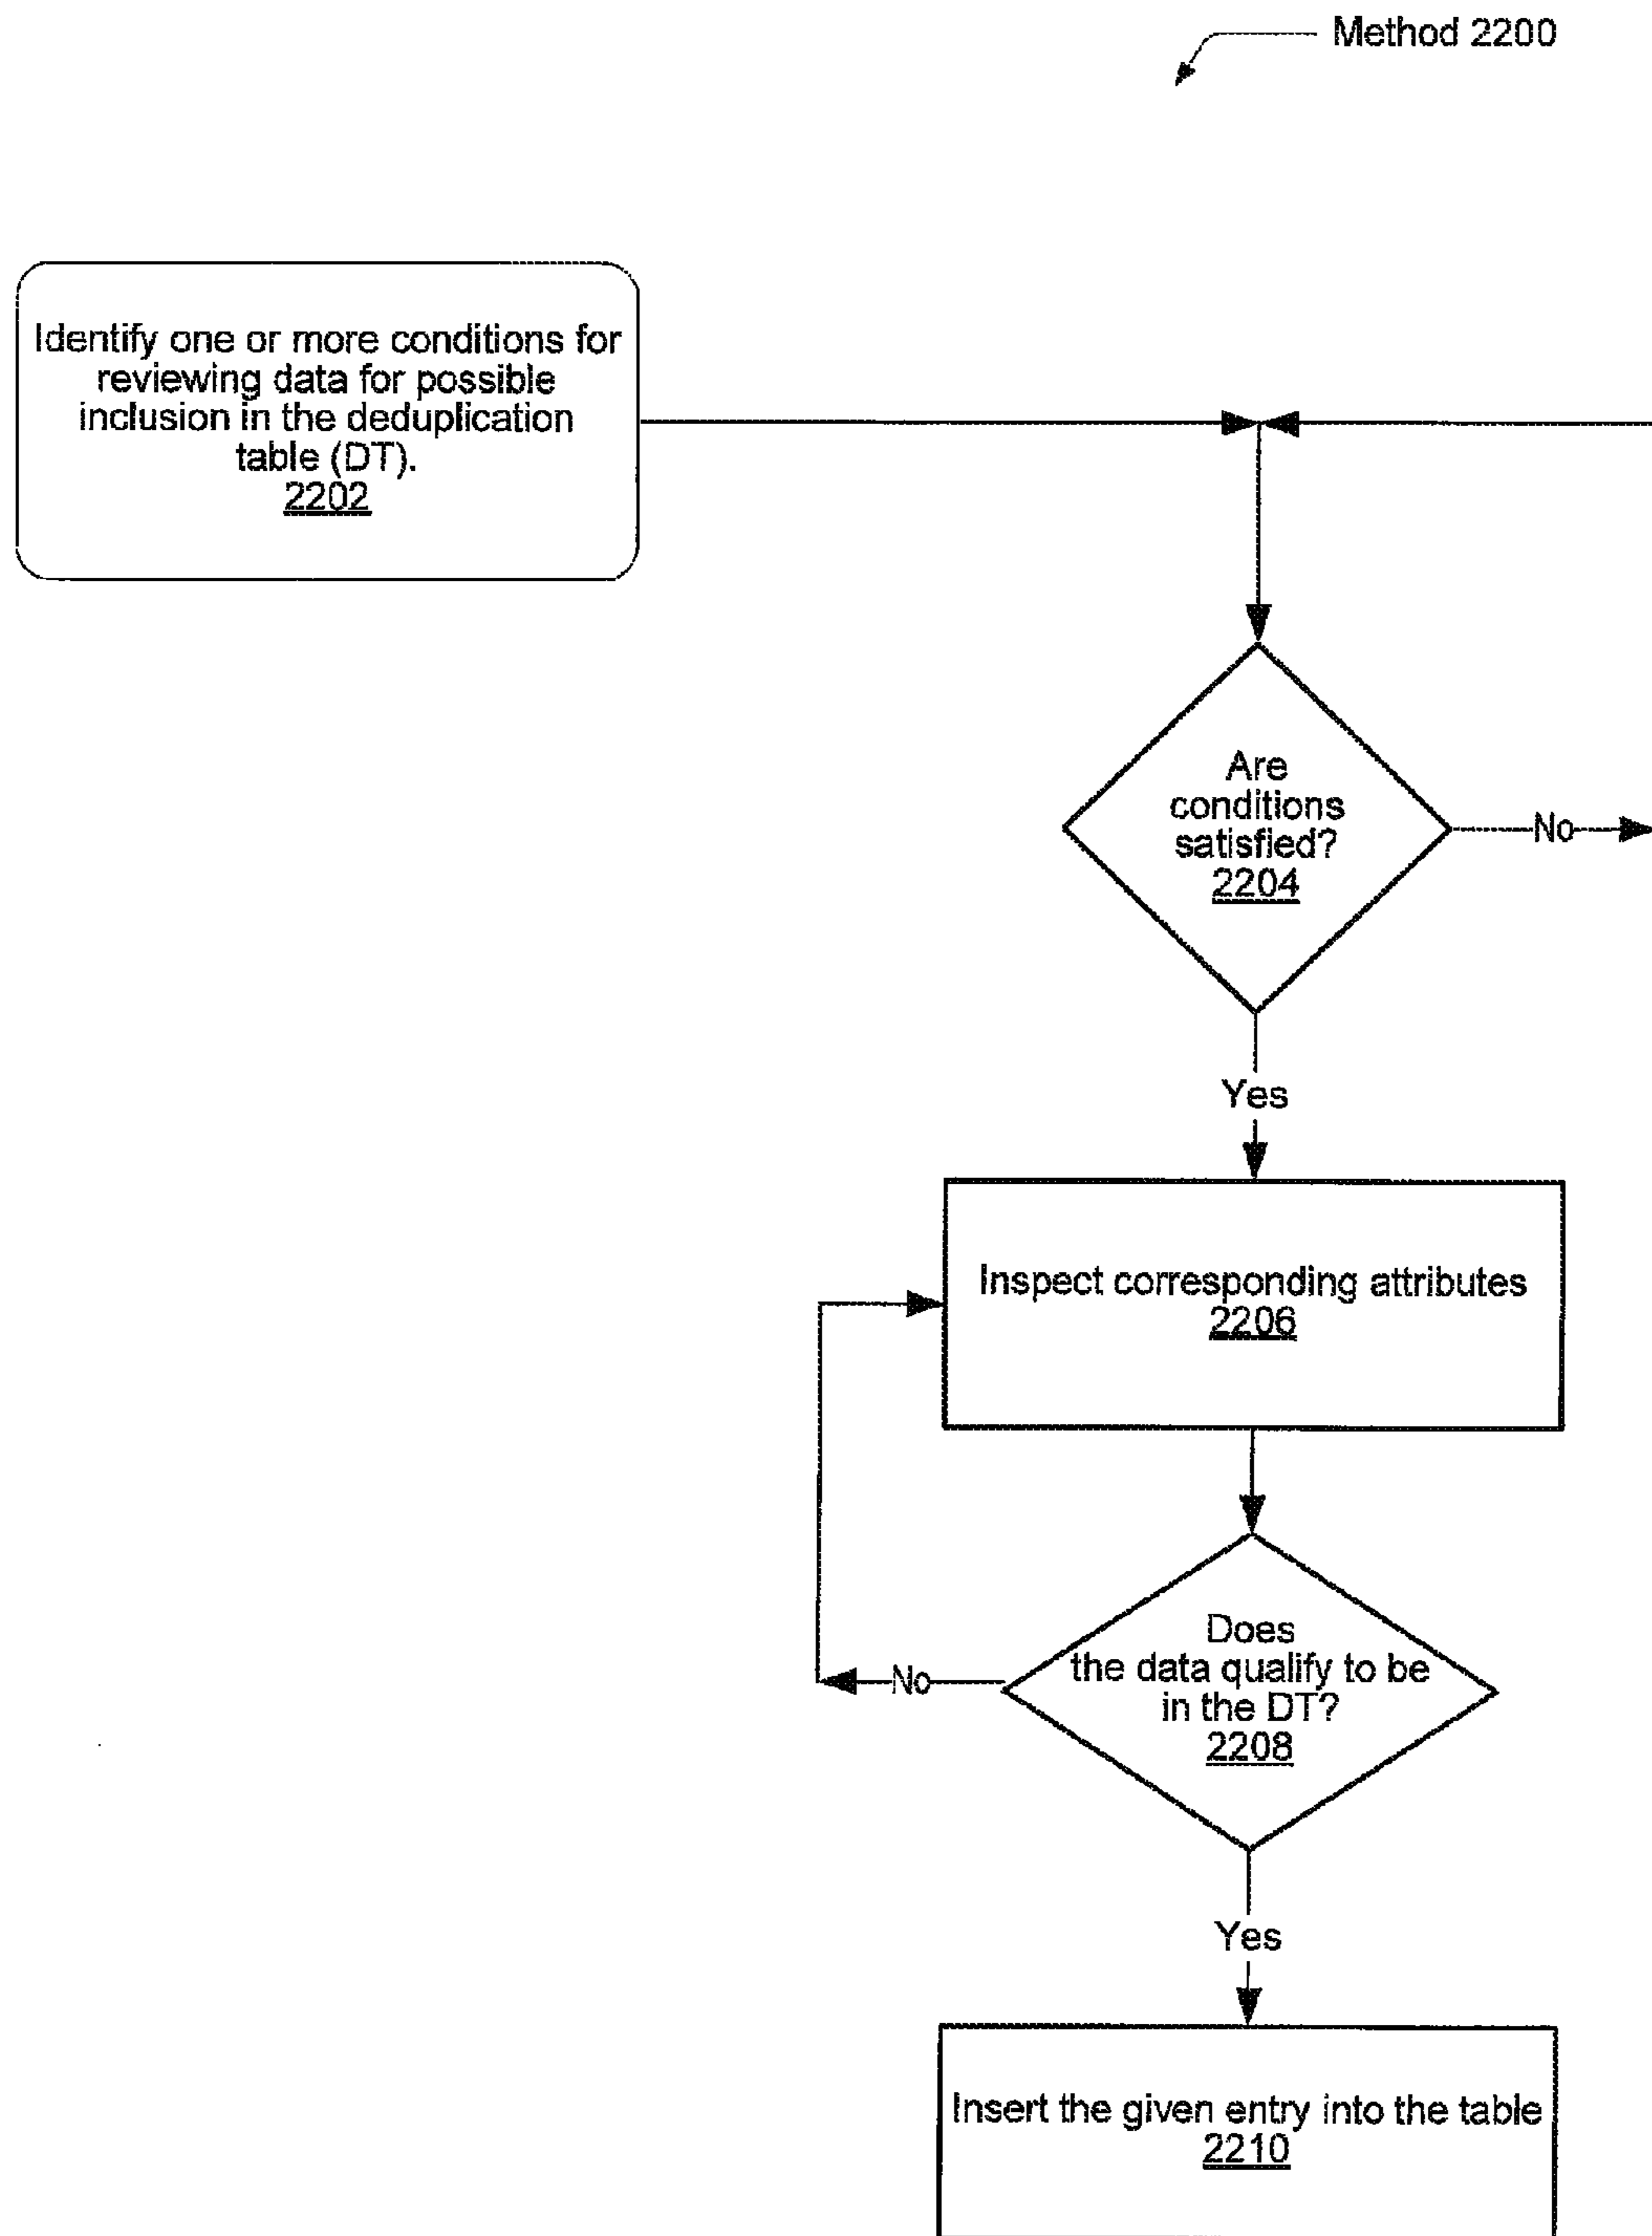 Method 2200
Identify one or more conditions for
reviewing data for possible
inclusion in the deduplication
table (DT).
2202
Are
conditions
satisfied?
2204
No
Yes
Inspect corresponding attributes
2206
Does
the data qualify to be
in the DT?
2208
No
Yes
Insert the given entry into the table
2210